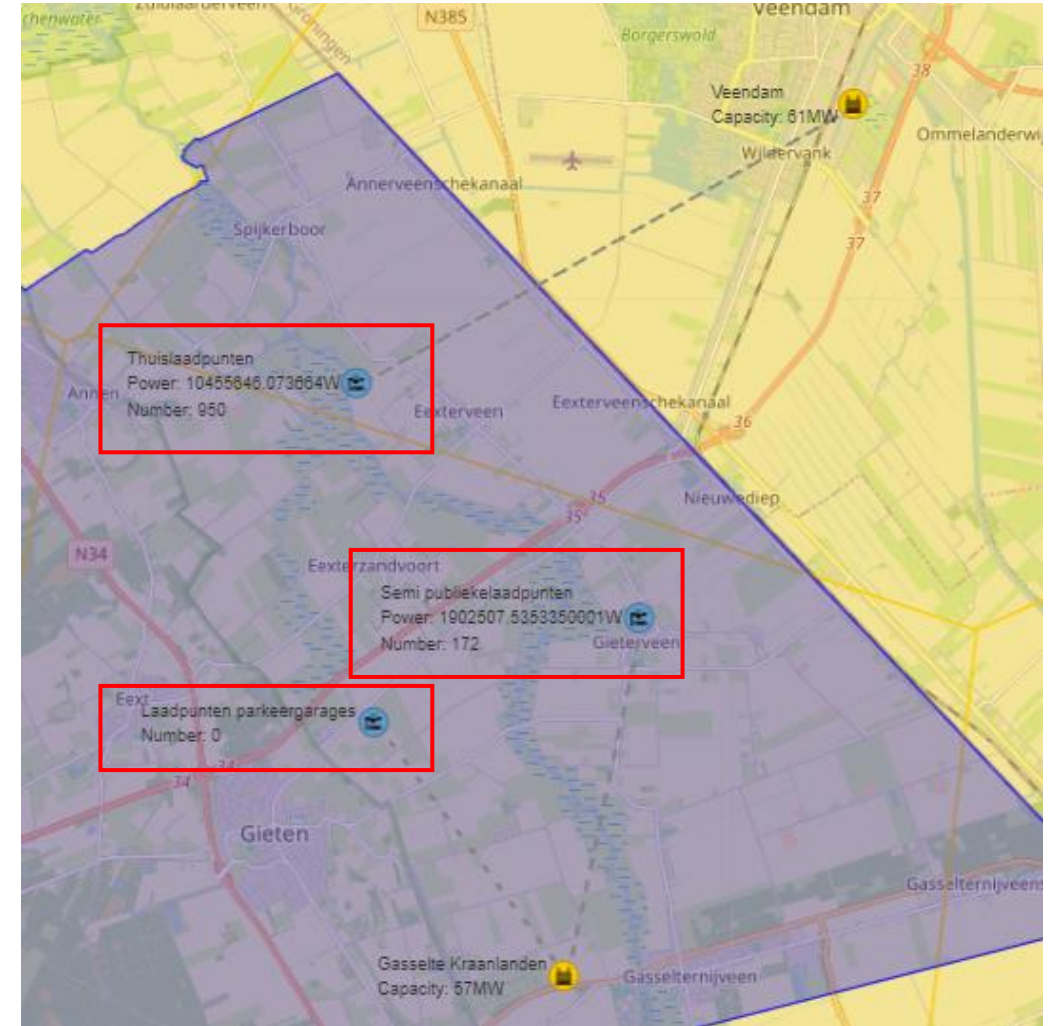 N385
Veendam
Borgerswold
38
Veendam
Capacity: 61MW
Ommelanderwij
Wildervank
Annerveenschekanaal
37
Spijkerboor
37
Thuislaadpunten
Power: 10455646.073664W
Number: 950
Annen
Eexterveen
Eexterveenschekanaal
36
35
35
Nieuwediep
N34
Eexterzandvoort
Semi publiekelaadpunten
Power: 1902507.5353350001W
Number: 172
Gieterveen
Eext
Laadpunten parkeergarages
Number: 0
34
34
Gieten
Gasselternijveens
Gasselte Kraanlanden
Capacity: 57MW
Gasselternijveen